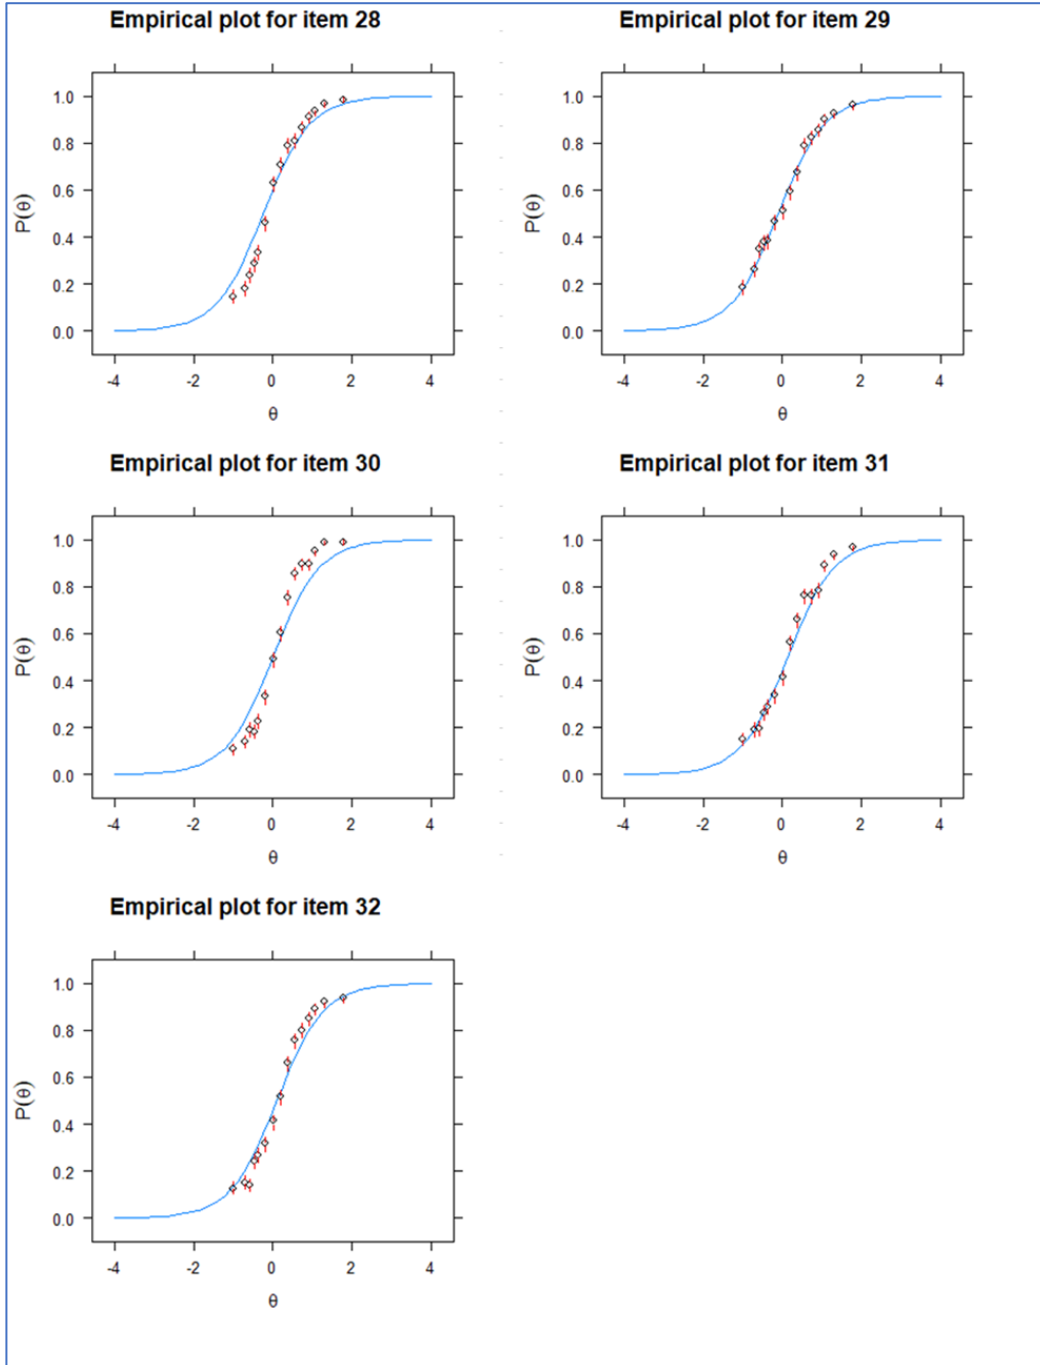 Empirical plot for item 28
P(θ)
1.0
0.8
0.6
0.4
0.2
0.0
-4 -2 0 2 4
θ
Empirical plot for item 29
P(θ)
1.0
0.8
0.6
0.4
0.2
0.0
-4 -2 0 2 4
θ
Empirical plot for item 30
P(θ)
1.0
0.8
0.6
0.4
0.2
0.0
-4 -2 0 2 4
θ
Empirical plot for item 31
P(θ)
1.0
0.8
0.6
0.4
0.2
0.0
-4 -2 0 2 4
θ
Empirical plot for item 32
P(θ)
1.0
0.8
0.6
0.4
0.2
0.0
-4 -2 0 2 4
θ